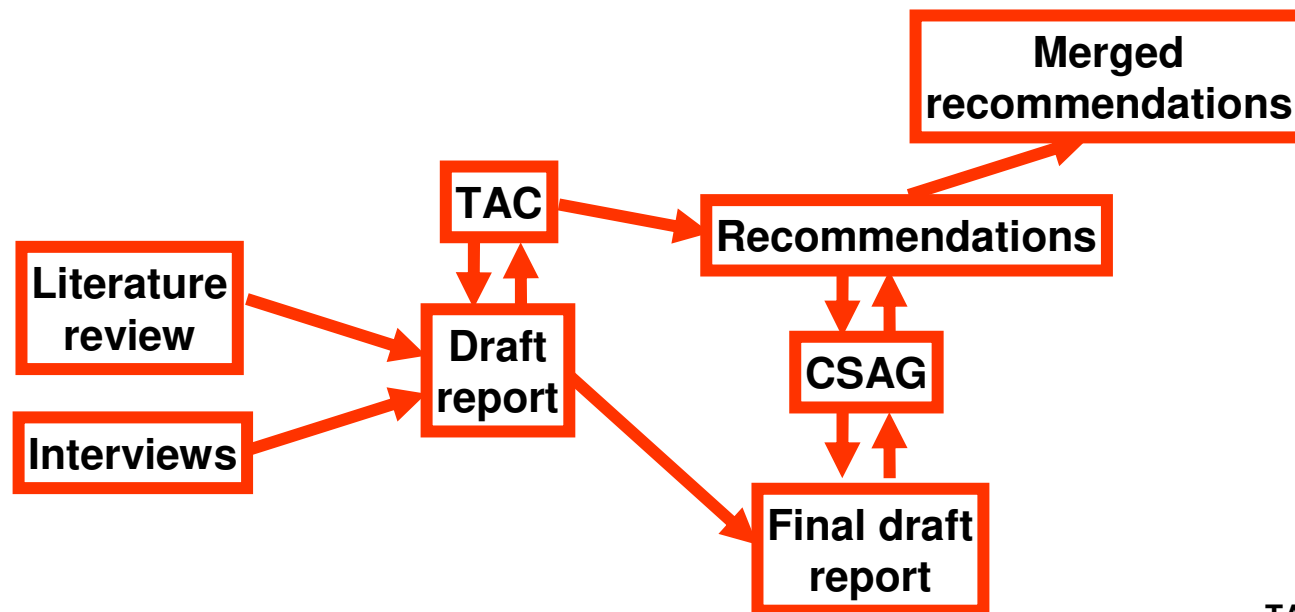 Merged
recommendations
TAC
Recommendations
Literature
review
Draft
report
CSAG
Interviews
Final draft
report